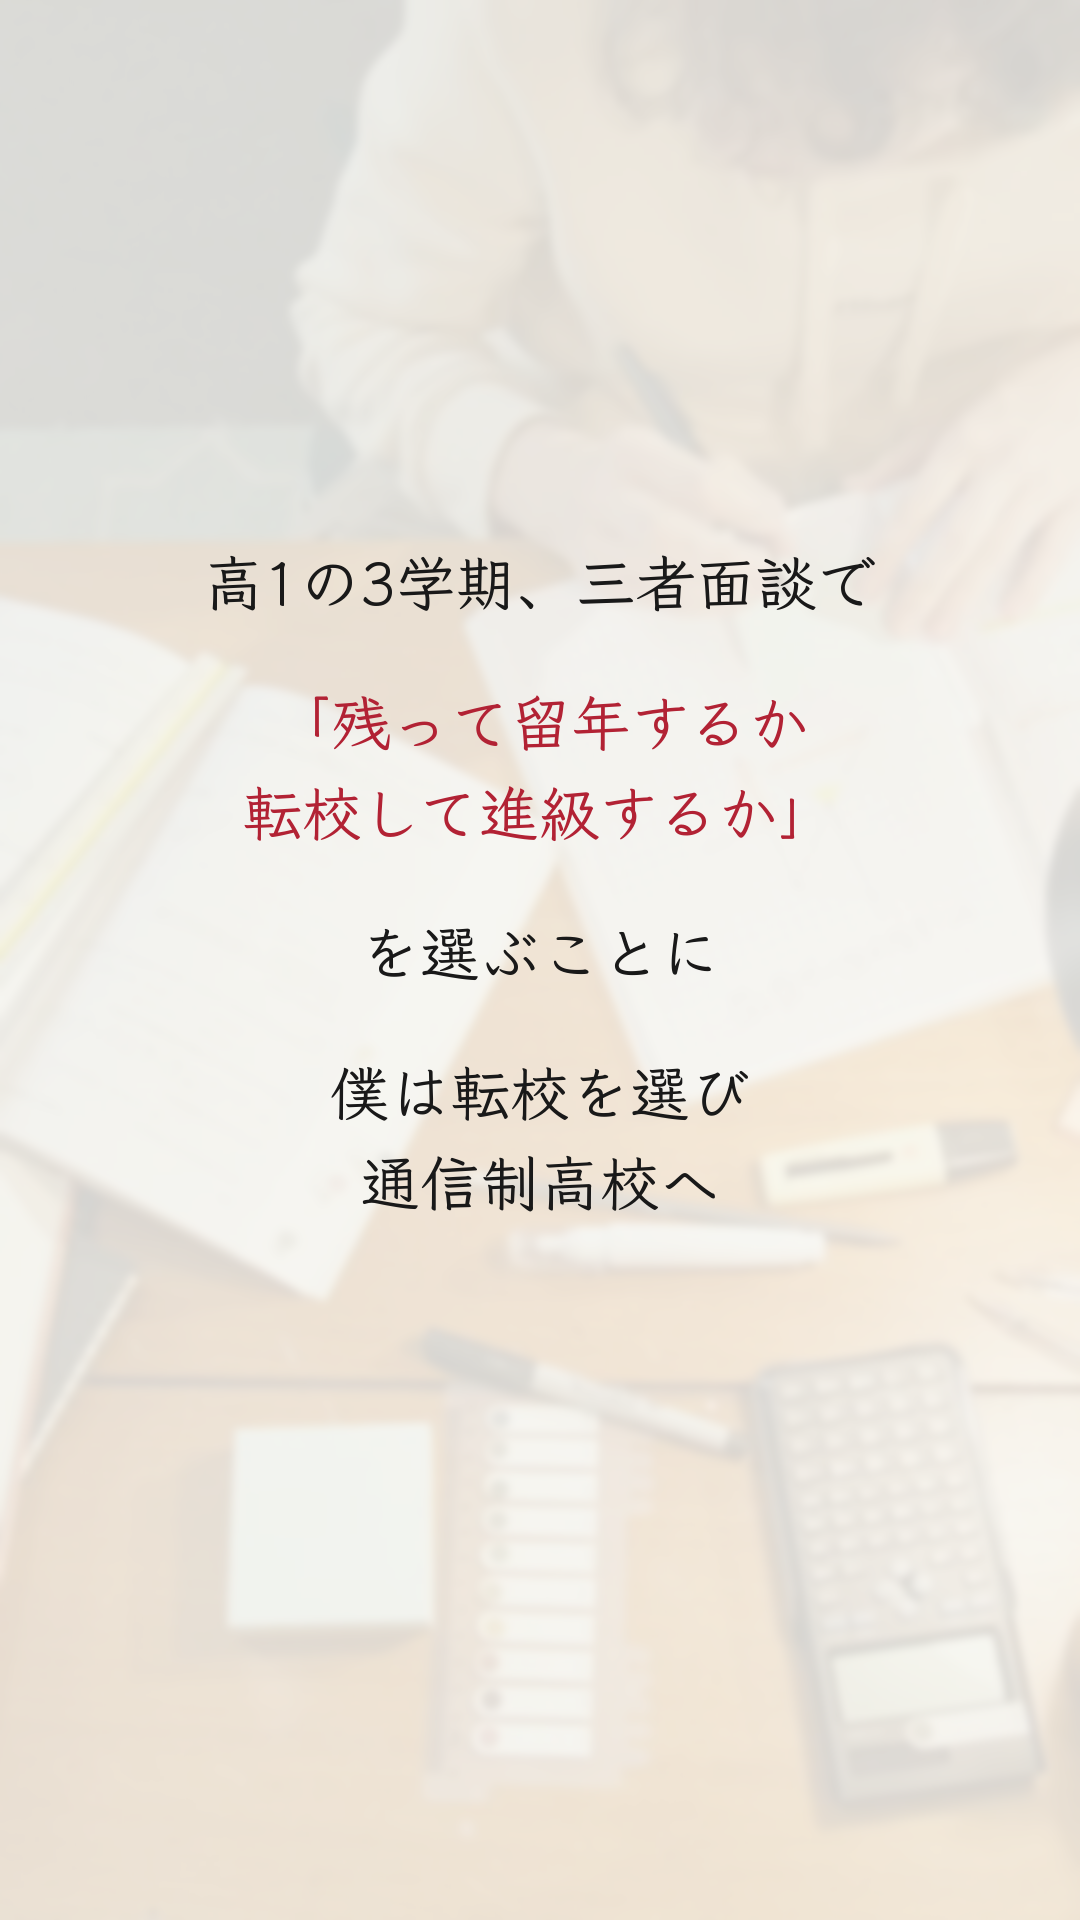 高1の3学期、三者面談で
「残って留年するか
転校して進級するか」
を選ぶことに
僕は転校を選び
通信制高校へ